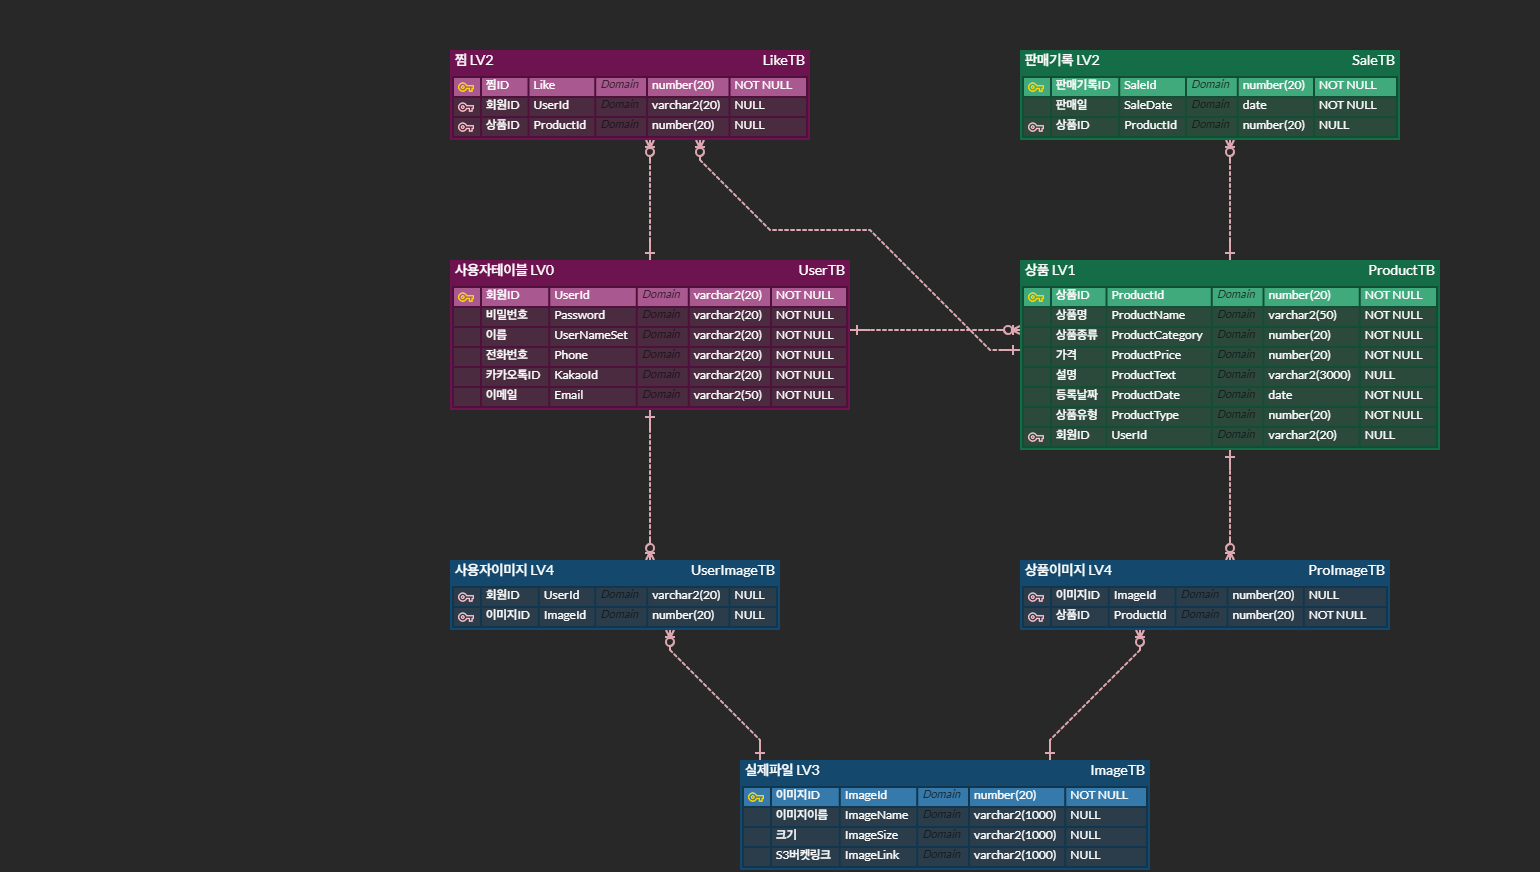 찜 LV2 LikeTB
찜ID Like Domain number(20) NOT NULL
회원ID UserId Domain varchar2(20) NULL
상품ID ProductId Domain number(20) NULL
판매기록 LV2 SaleTB
판매기록ID SaleId Domain number(20) NOT NULL
판매일 SaleDate Domain date NOT NULL
상품ID ProductId Domain number(20) NULL
사용자테이블 LV0 UserTB
회원ID UserId Domain varchar2(20) NOT NULL
비밀번호 Password Domain varchar2(20) NOT NULL
이름 UserNameSet Domain varchar2(20) NOT NULL
전화번호 Phone Domain varchar2(20) NOT NULL
카카오톡ID KakaoId Domain varchar2(20) NOT NULL
이메일 Email Domain varchar2(50) NOT NULL
상품 LV1 ProductTB
상품ID ProductId Domain number(20) NOT NULL
상품명 ProductName Domain varchar2(50) NOT NULL
상품종류 ProductCategory Domain number(20) NOT NULL
가격 ProductPrice Domain number(20) NOT NULL
설명 ProductText Domain varchar2(3000) NULL
등록날짜 ProductDate Domain date NOT NULL
상품유형 ProductType Domain number(20) NOT NULL
회원ID UserId Domain varchar2(20) NULL
사용자이미지 LV4 UserImageTB
회원ID UserId Domain varchar2(20) NULL
이미지ID ImageId Domain number(20) NULL
상품이미지 LV4 ProImageTB
이미지ID ImageId Domain number(20) NULL
상품ID ProductId Domain number(20) NOT NULL
실제파일 LV3 ImageTB
이미지ID ImageId Domain number(20) NOT NULL
이미지이름 ImageName Domain varchar2(1000) NULL
크기 ImageSize Domain varchar2(1000) NULL
S3버켓링크 ImageLink Domain varchar2(1000) NULL